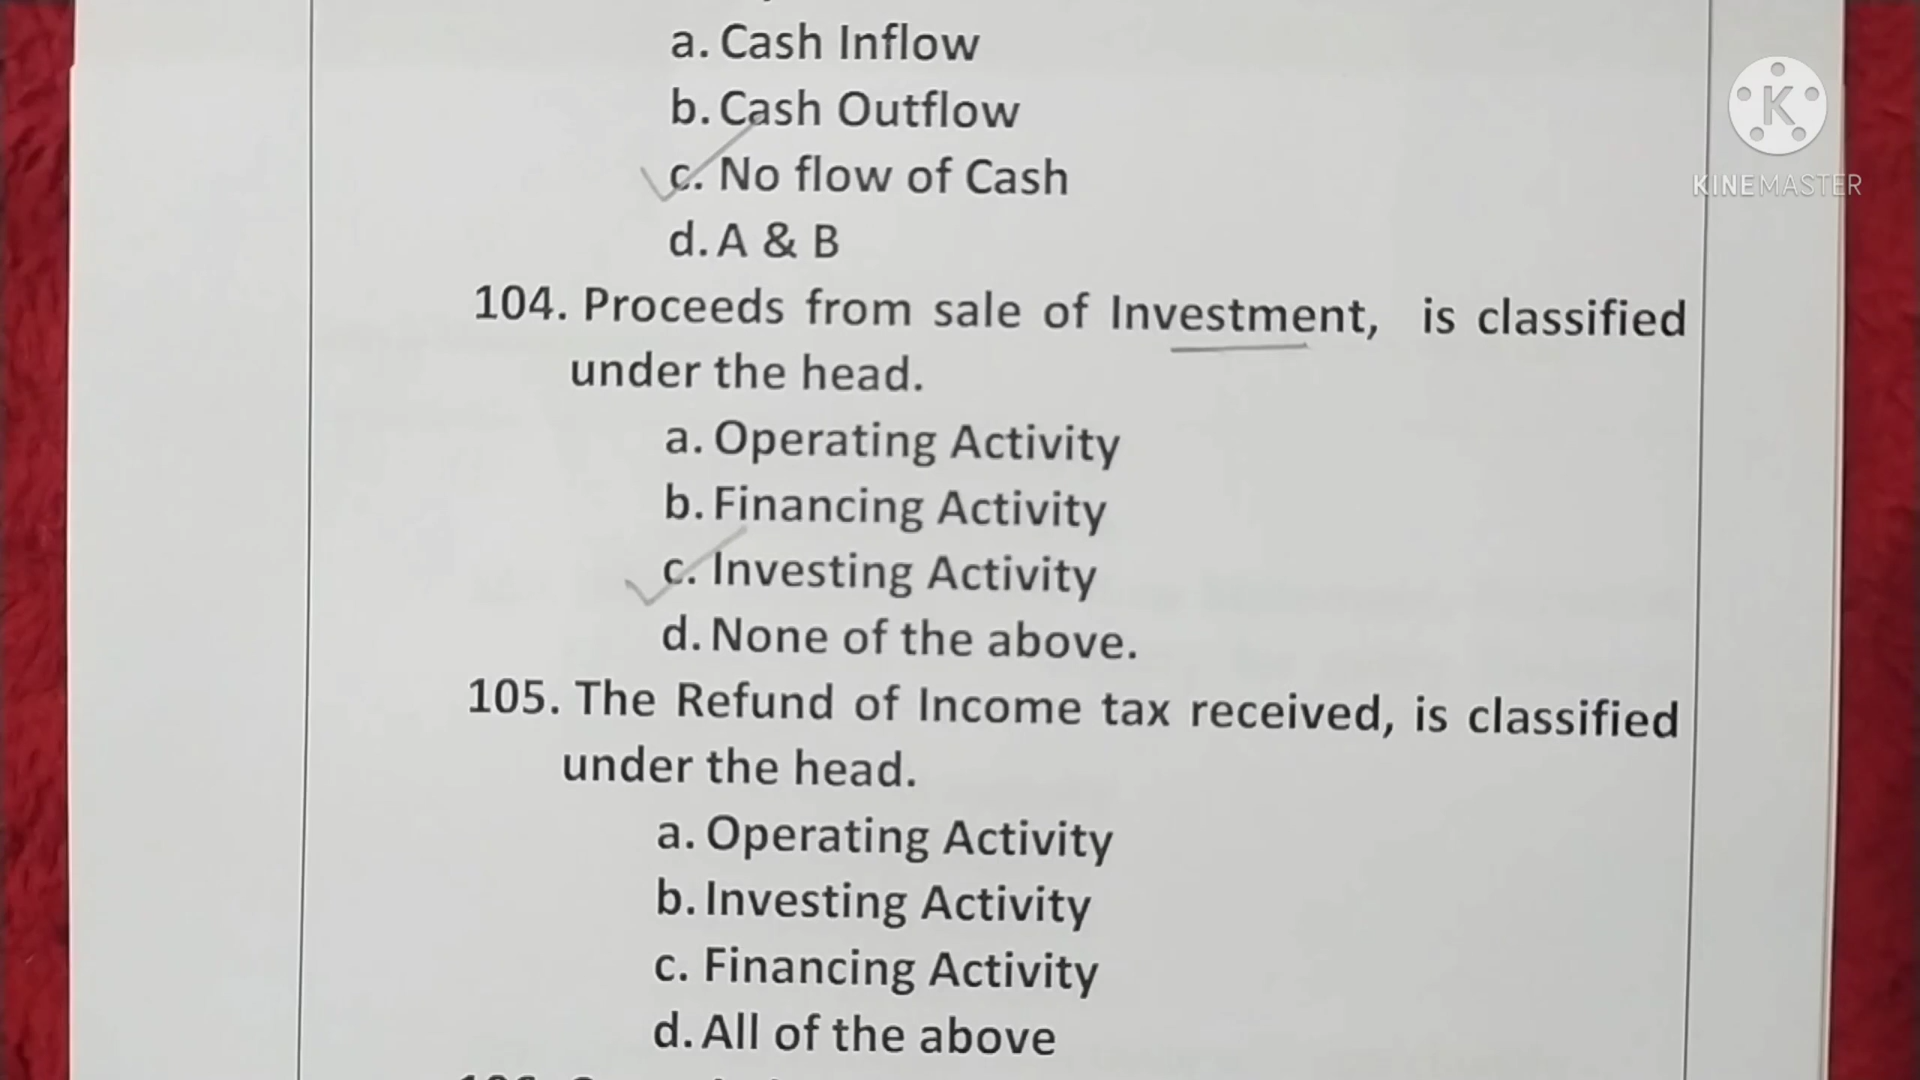 a. Cash Inflow
b. Cash Outflow
c. No flow of Cash
d. A & B
104. Proceeds from sale of Investment, is classified
under the head.
a. Operating Activity
b. Financing Activity
c. Investing Activity
d. None of the above.
105. The Refund of Income tax received, is classified
under the head.
a. Operating Activity
b. Investing Activity
c. Financing Activity
d. All of the above
K
KINEMASTER